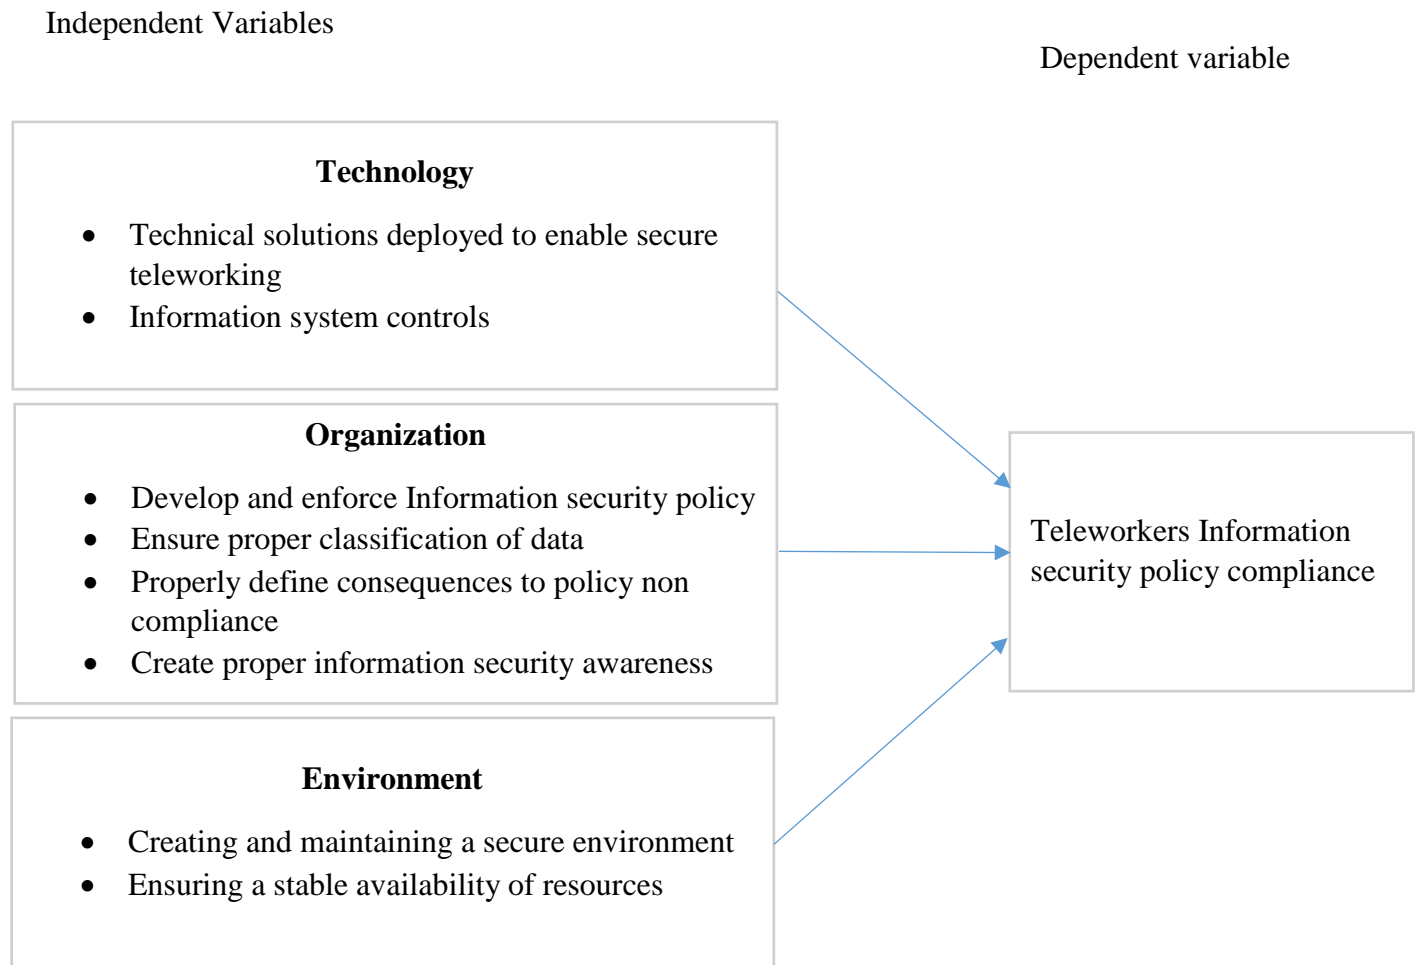 Independent Variables
Dependent variable
Technology
• Technical solutions deployed to enable secure
teleworking
• Information system controls
Organization
• Develop and enforce Information security policy
• Ensure proper classification of data
• Properly define consequences to policy non
compliance
• Create proper information security awareness
Environment
• Creating and maintaining a secure environment
• Ensuring a stable availability of resources
Teleworkers Information
security policy compliance